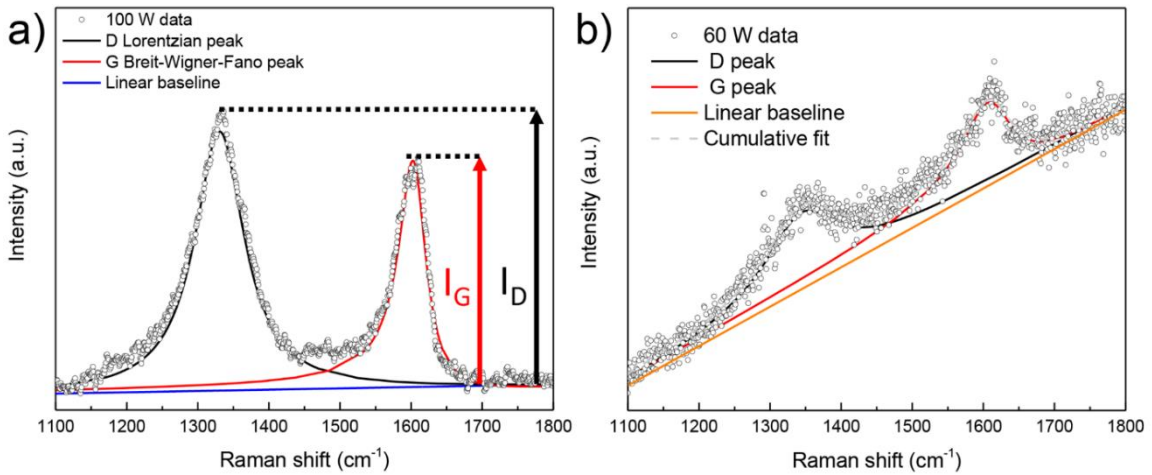 a)
100 W data
D Lorentzian peak
G Breit-Wigner-Fano peak
Linear baseline
I_G
I_D
Intensity (a.u.)
1100 1200 1300 1400 1500 1600 1700 1800
Raman shift (cm⁻¹)
b)
60 W data
D peak
G peak
Linear baseline
Cumulative fit
Intensity (a.u.)
1100 1200 1300 1400 1500 1600 1700 1800
Raman shift (cm⁻¹)